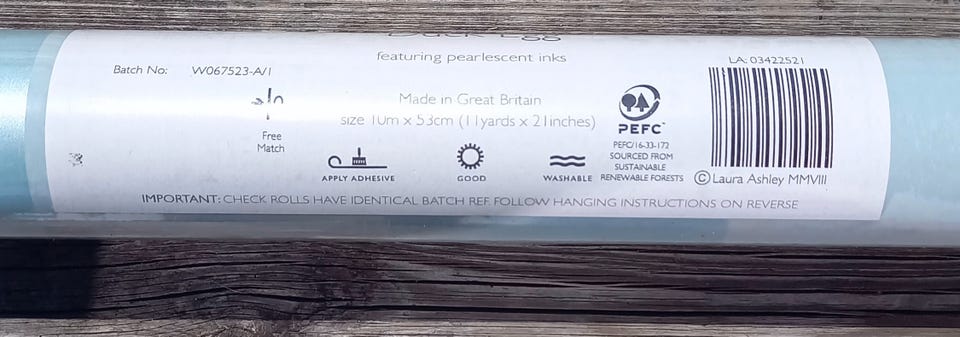 Duck Egg
featuring pearlescent inks
LA: 03422521
Batch No: W067523-A/1
Made in Great Britain
size 10m x 53cm (11yards x 21inches)
Free
Match
PEFC
PEFC/16-33-172
SOURCED FROM
SUSTAINABLE
RENEWABLE FORESTS
APPLY ADHESIVE
GOOD
WASHABLE
© Laura Ashley MMVIII
IMPORTANT: CHECK ROLLS HAVE IDENTICAL BATCH REF. FOLLOW HANGING INSTRUCTIONS ON REVERSE